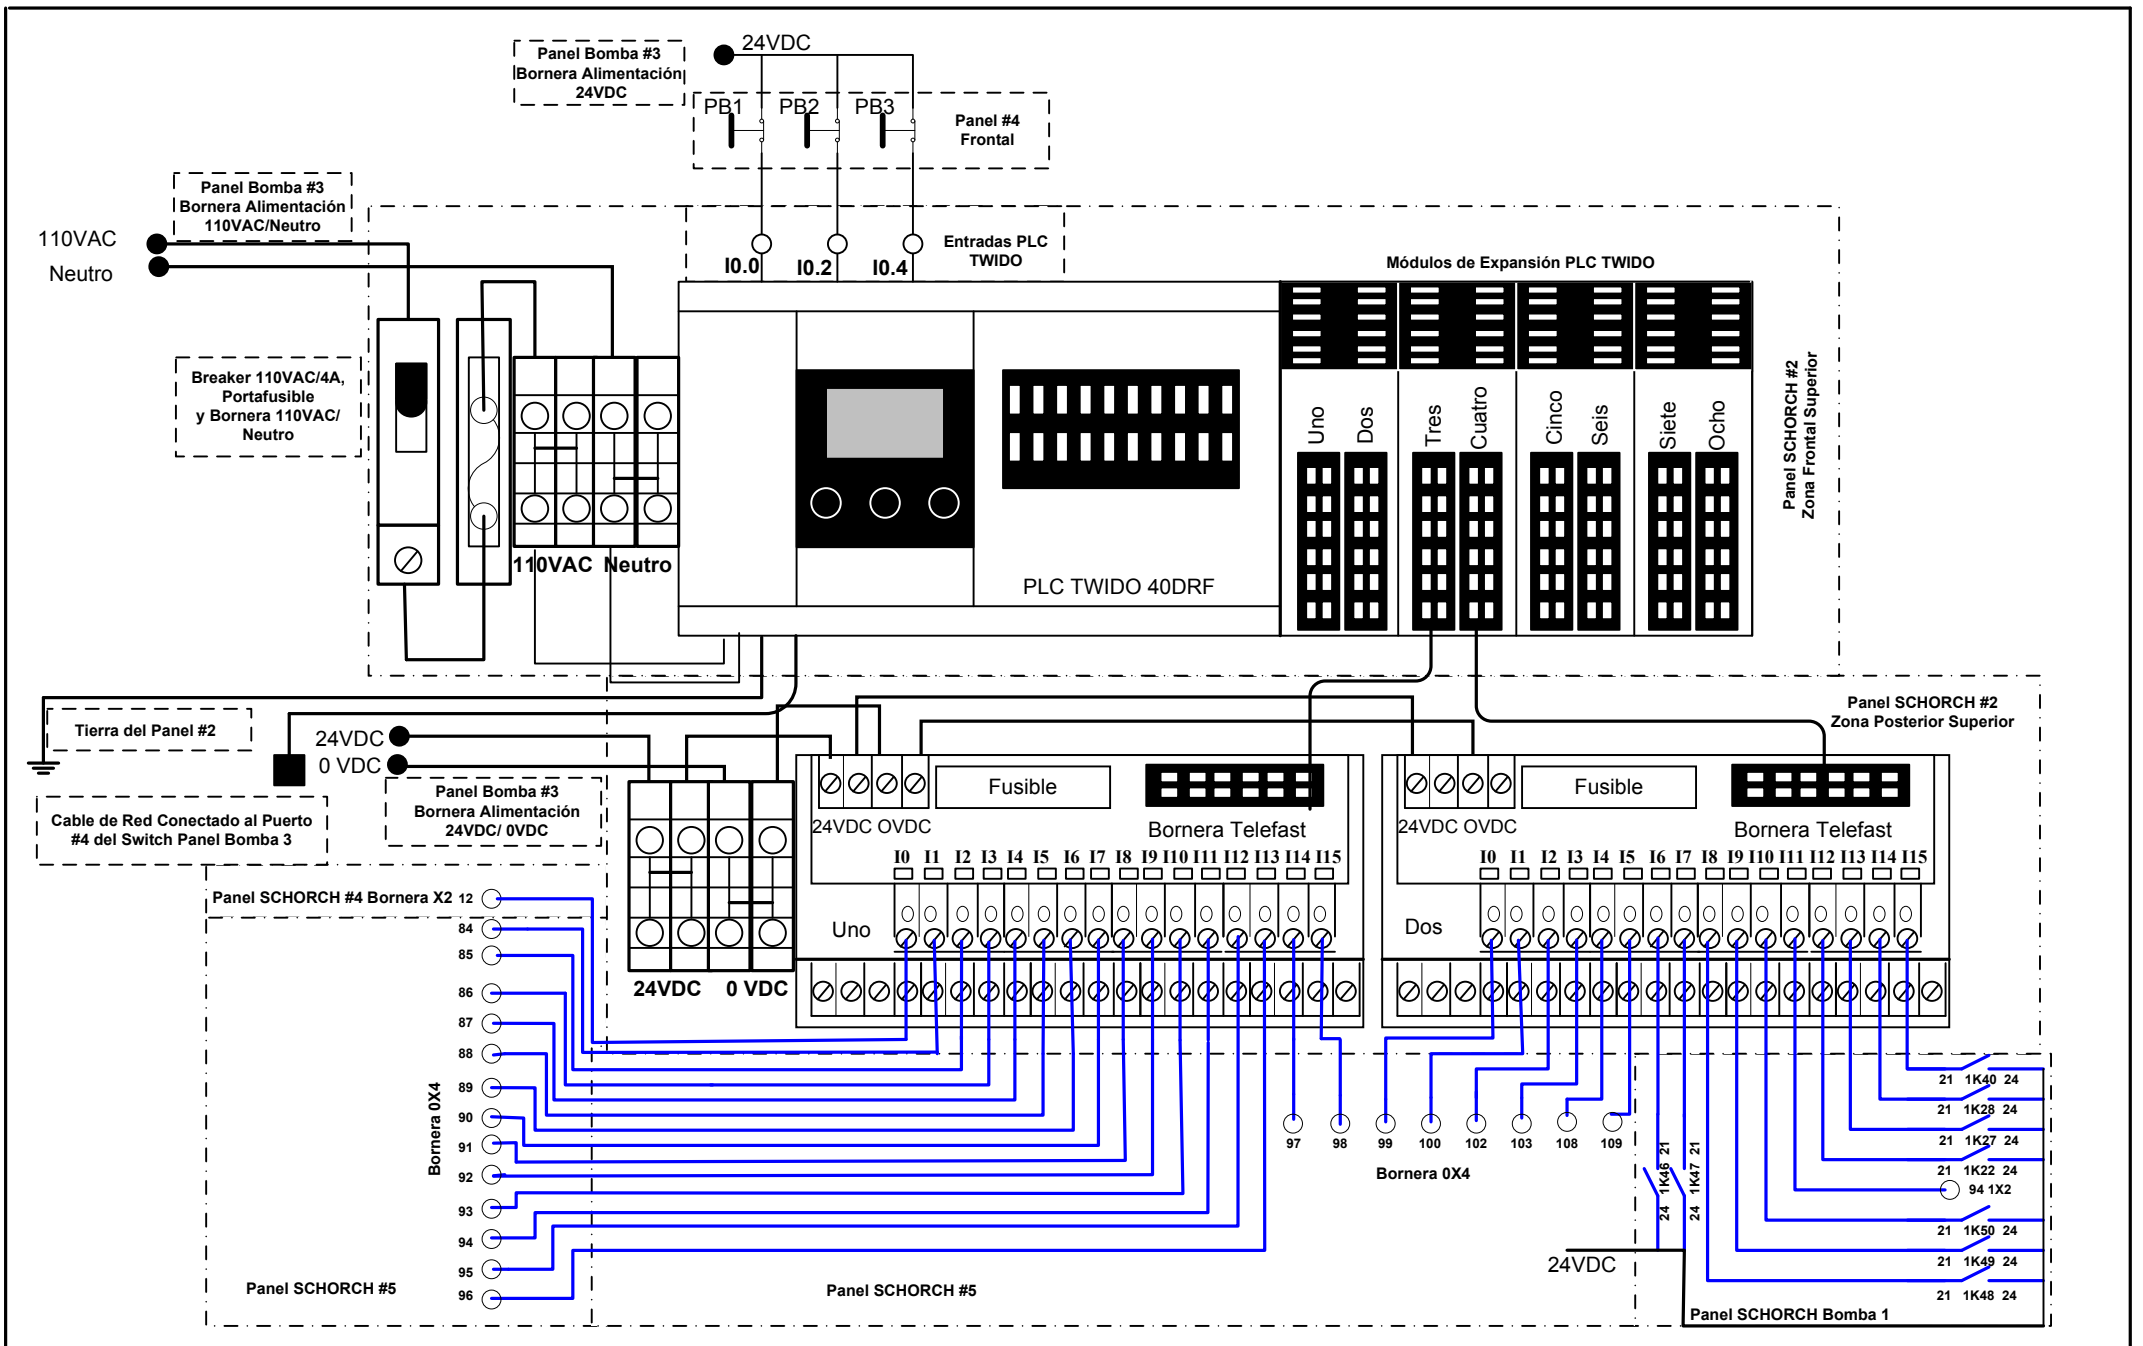 24VDC
Panel Bomba #3
Bornera Alimentación
24VDC
PB1 PB2 PB3
Panel #4
Frontal
Panel Bomba #3
Bornera Alimentación
110VAC/Neutro
110VAC
Neutro
Entradas PLC
TWIDO
I0.0 I0.2 I0.4
Módulos de Expansión PLC TWIDO
Breaker 110VAC/4A,
Portafusible
y Bornera 110VAC/
Neutro
Uno Dos Tres Cuatro Cinco Seis Siete Ocho
Panel SCHORCH #2
Zona Frontal Superior
110VAC Neutro
PLC TWIDO 40DRF
Panel SCHORCH #2
Zona Posterior Superior
Tierra del Panel #2
24VDC
0 VDC
Panel Bomba #3
Bornera Alimentación
24VDC/ 0VDC
Cable de Red Conectado al Puerto
#4 del Switch Panel Bomba 3
Fusible
24VDC OVDC
Bornera Telefast
I0 I1 I2 I3 I4 I5 I6 I7 I8 I9 I10 I11 I12 I13 I14 I15
Uno
Fusible
24VDC OVDC
Bornera Telefast
I0 I1 I2 I3 I4 I5 I6 I7 I8 I9 I10 I11 I12 I13 I14 I15
Dos
24VDC 0 VDC
Panel SCHORCH #4 Bornera X2 12
84
85
86
87
88
89
90
91
92
93
94
95
96
Bornera 0X4
Panel SCHORCH #5
97 98 99 100 102 103 108 109
Bornera 0X4
Panel SCHORCH #5
24 1K46 21
24 1K47 21
21 1K40 24
21 1K28 24
21 1K27 24
21 1K22 24
94 1X2
21 1K50 24
21 1K49 24
21 1K48 24
24VDC
Panel SCHORCH Bomba 1